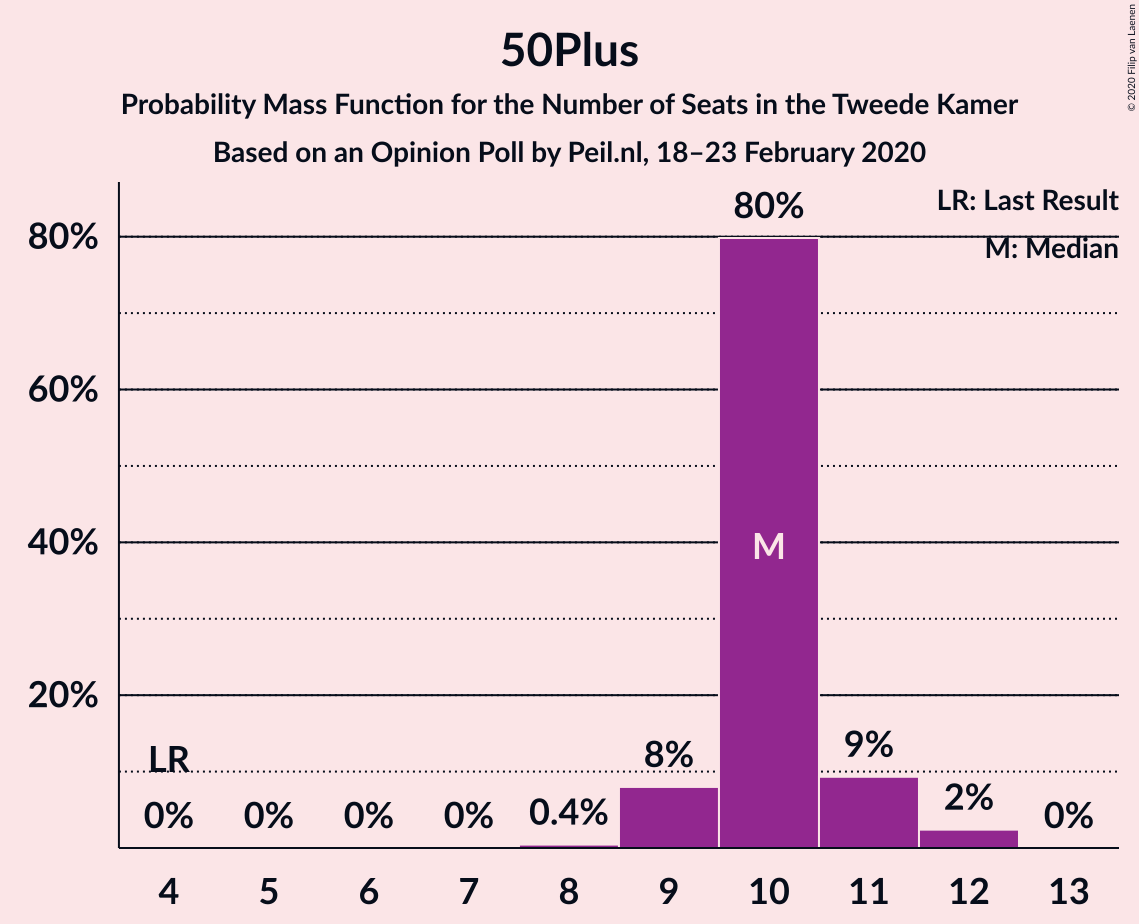 50Plus
Probability Mass Function for the Number of Seats in the Tweede Kamer
Based on an Opinion Poll by Peil.nl, 18–23 February 2020
© 2020 Filip van Laenen
LR: Last Result
M: Median
80%
60%
40%
20%
LR
0%
0%
0%
0%
0.4%
8%
80%
M
9%
2%
0%
4 5 6 7 8 9 10 11 12 13